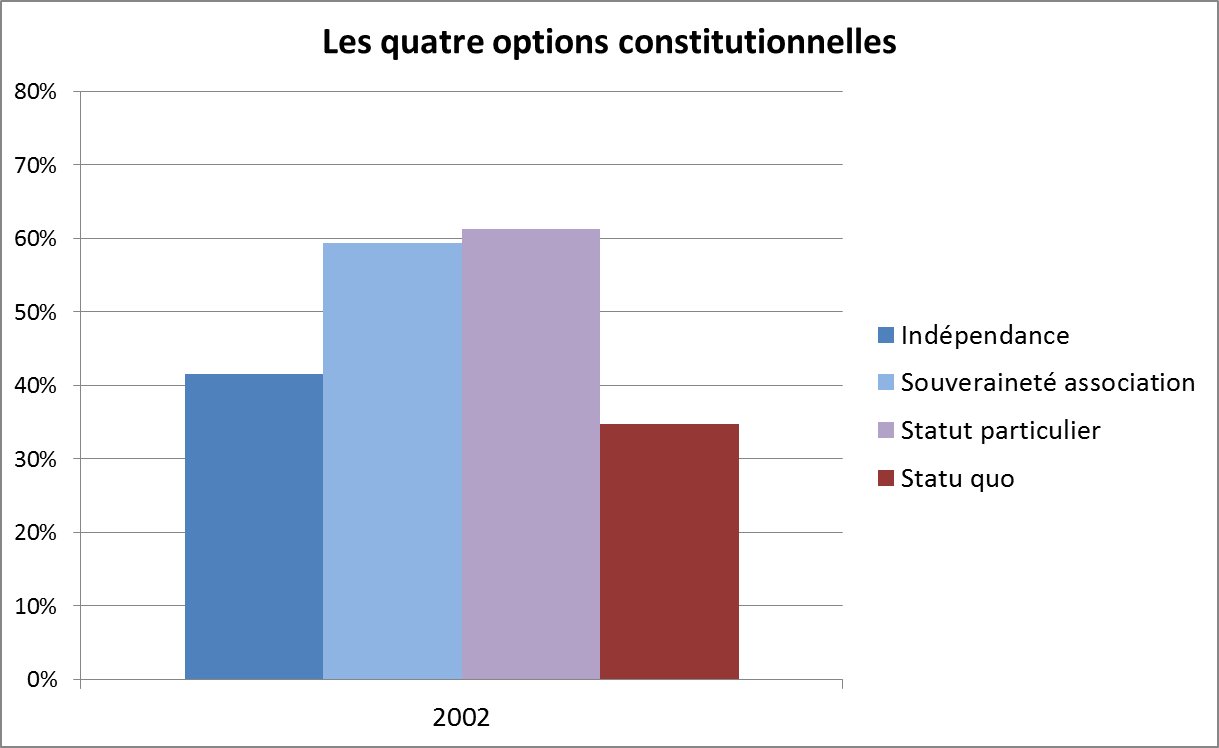 Les quatre options constitutionnelles
80%
70%
60%
50%
40%
30%
20%
10%
0%
2002
Indépendance
Souveraineté association
Statut particulier
Statu quo